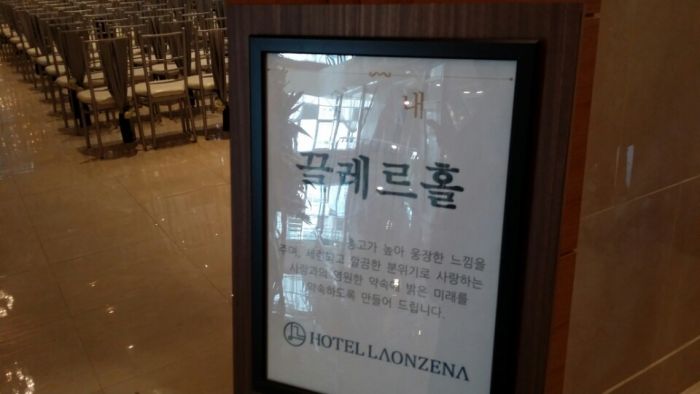 내
끌레르홀
층고가 높아 웅장한 느낌을
주며, 세련되고 깔끔한 분위기로 사랑하는
사람과의 영원한 약속에 밝은 미래를
약속하도록 만들어 드립니다.
HOTEL LAONZENA